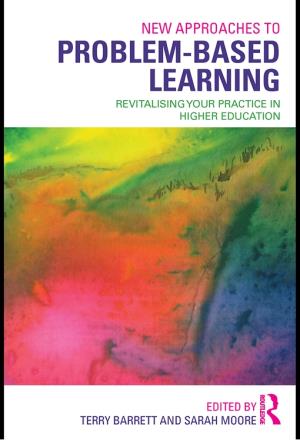 NEW APPROACHES TO
PROBLEM-BASED
LEARNING
REVITALISING YOUR PRACTICE IN
HIGHER EDUCATION
EDITED BY
TERRY BARRETT AND SARAH MOORE
ROUTLEDGE